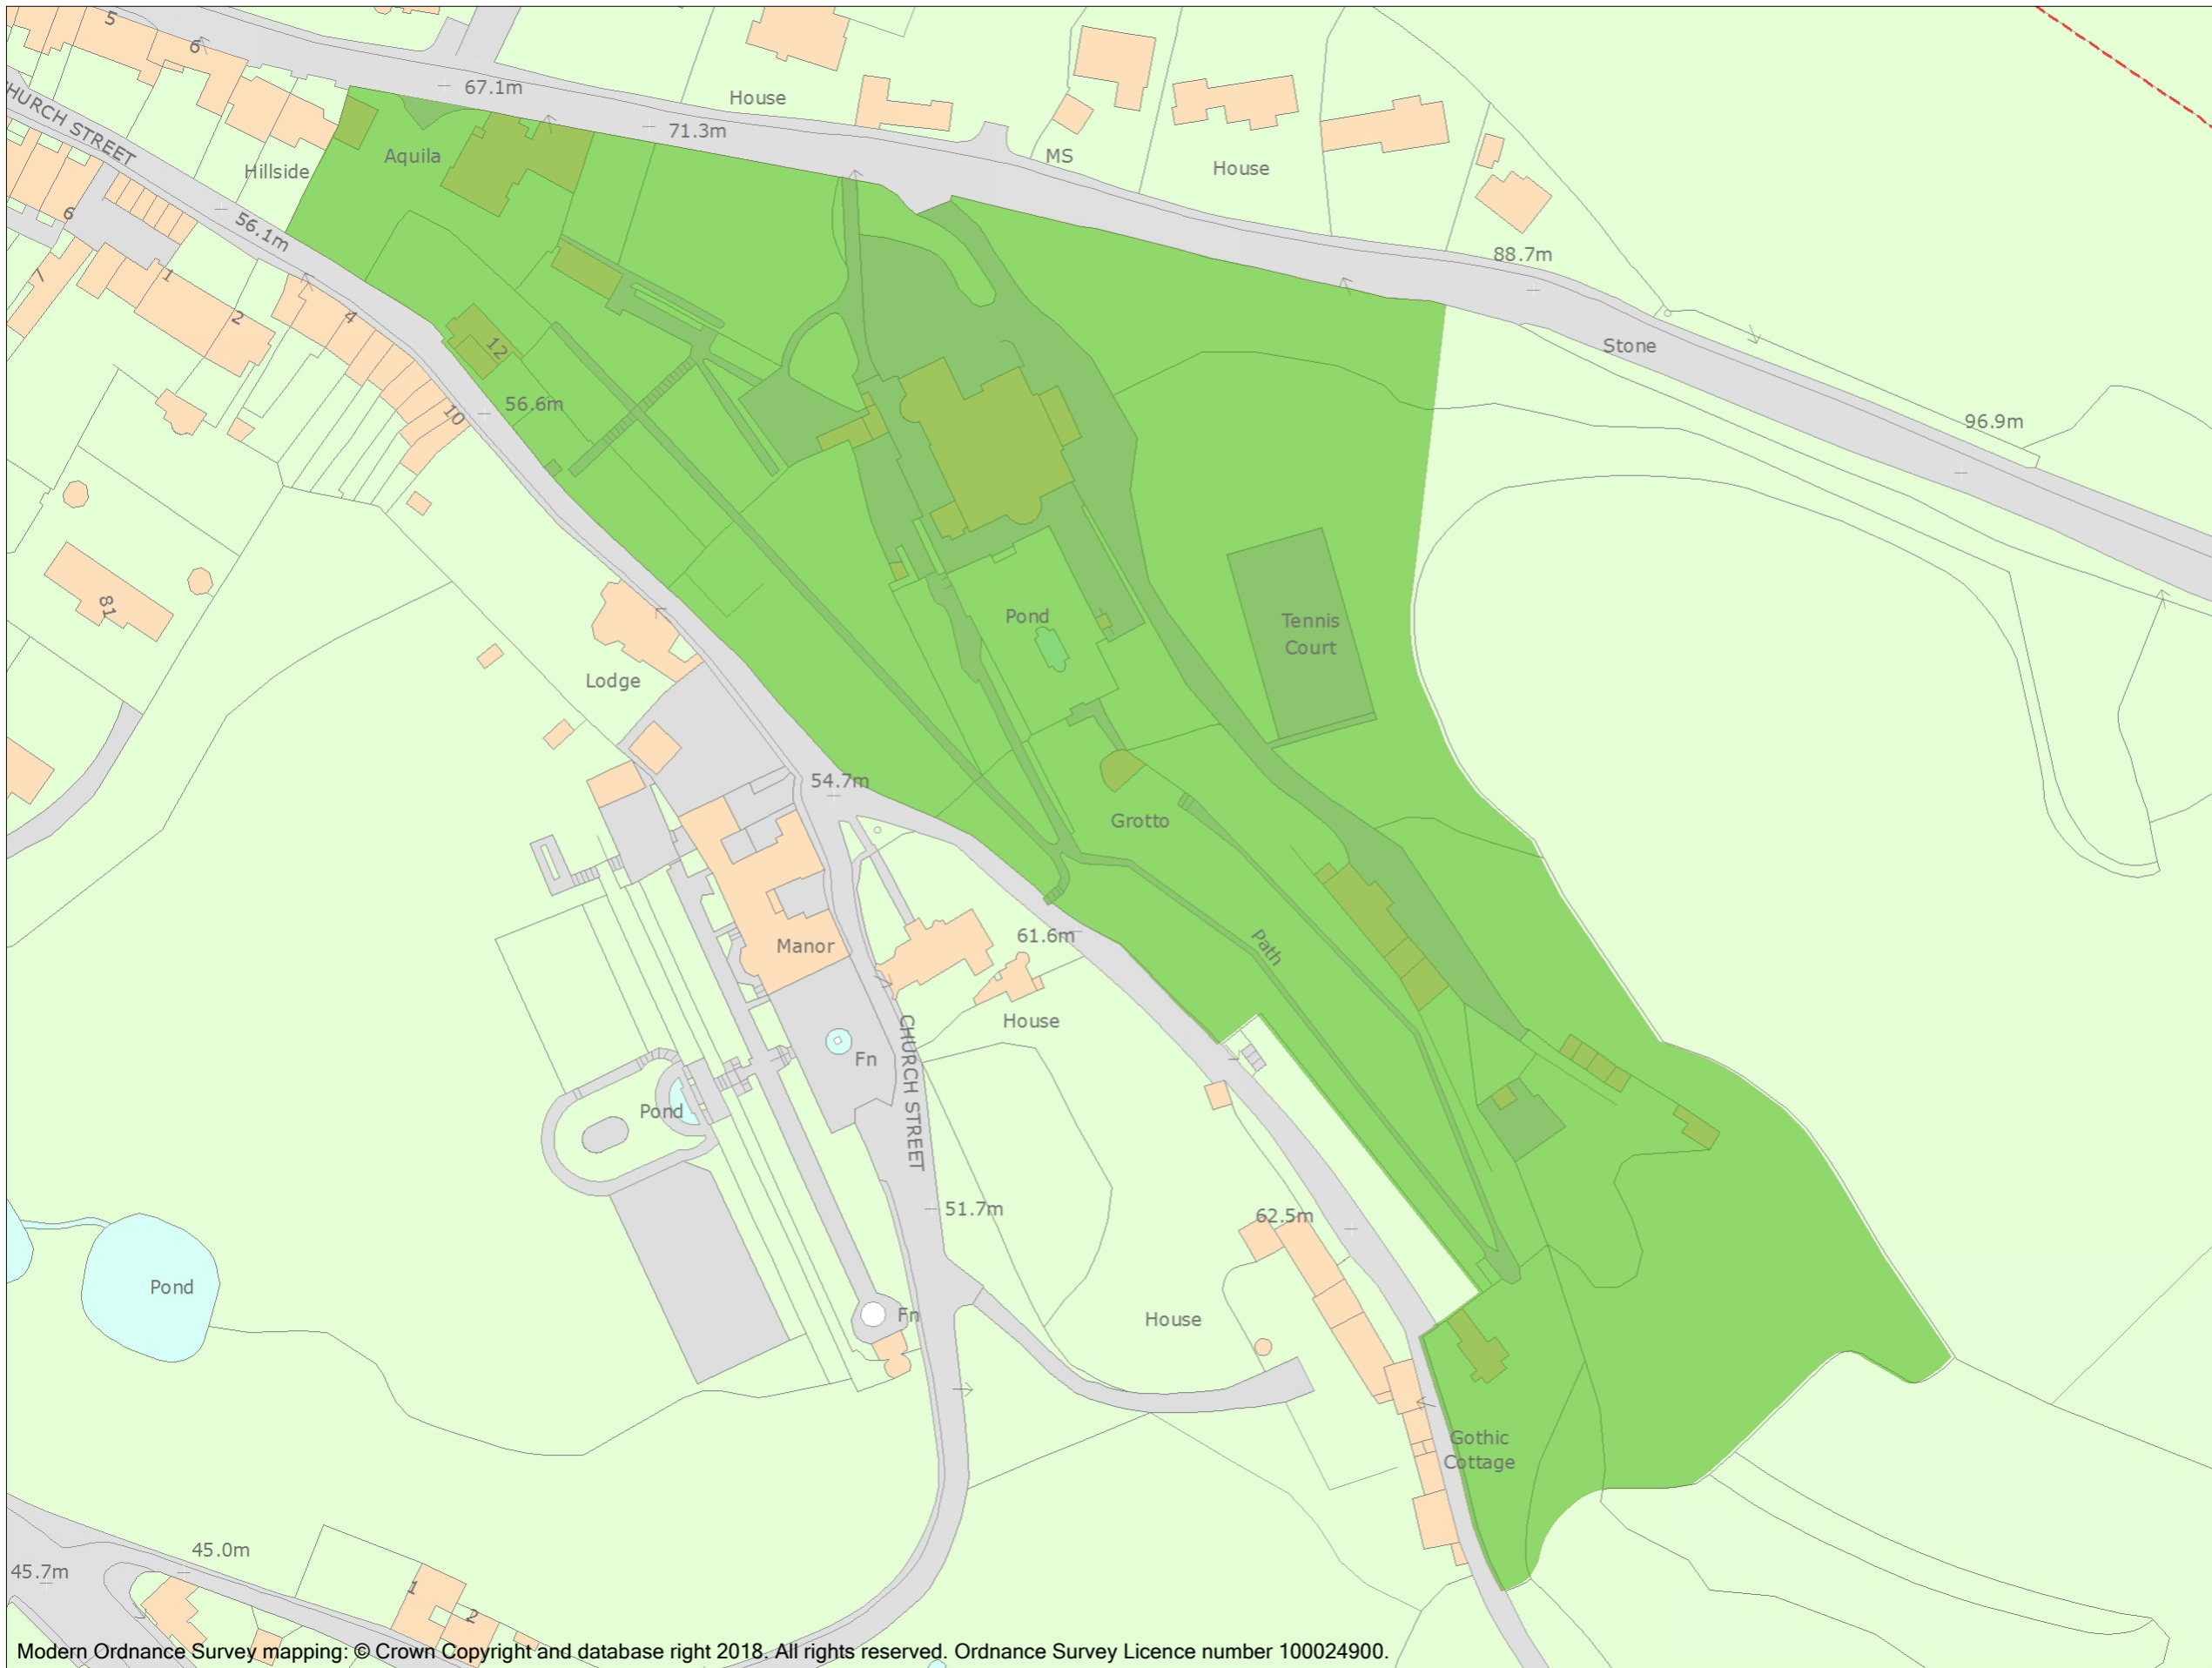 5
6
67.1m
House
CHURCH STREET
71.3m
Aquila
MS
House
Hillside
6
56.1m
88.7m
7
1
2
4
12
Stone
56.6m
10
96.9m
81
Pond
Tennis
Court
Lodge
54.7m
Grotto
61.6m
Manor
Path
House
CHURCH STREET
Fn
Pond
51.7m
62.5m
Pond
Fn
House
Gothic
Cottage
45.0m
45.7m
1
2
Modern Ordnance Survey mapping: © Crown Copyright and database right 2018. All rights reserved. Ordnance Survey Licence number 100024900.